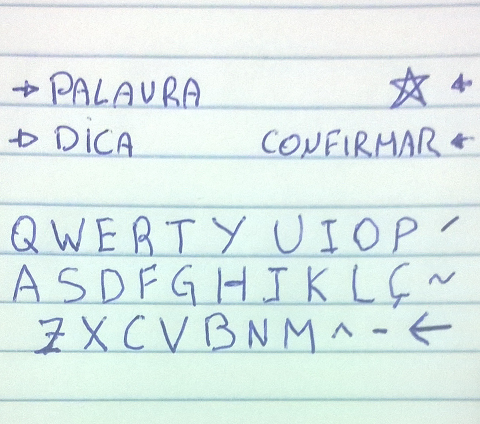 → PALAVRA ☆ ←
→ DICA CONFIRMAR ←
Q W E R T Y U I O P ´
A S D F G H J K L Ç ~
Z X C V B N M ^ - ←